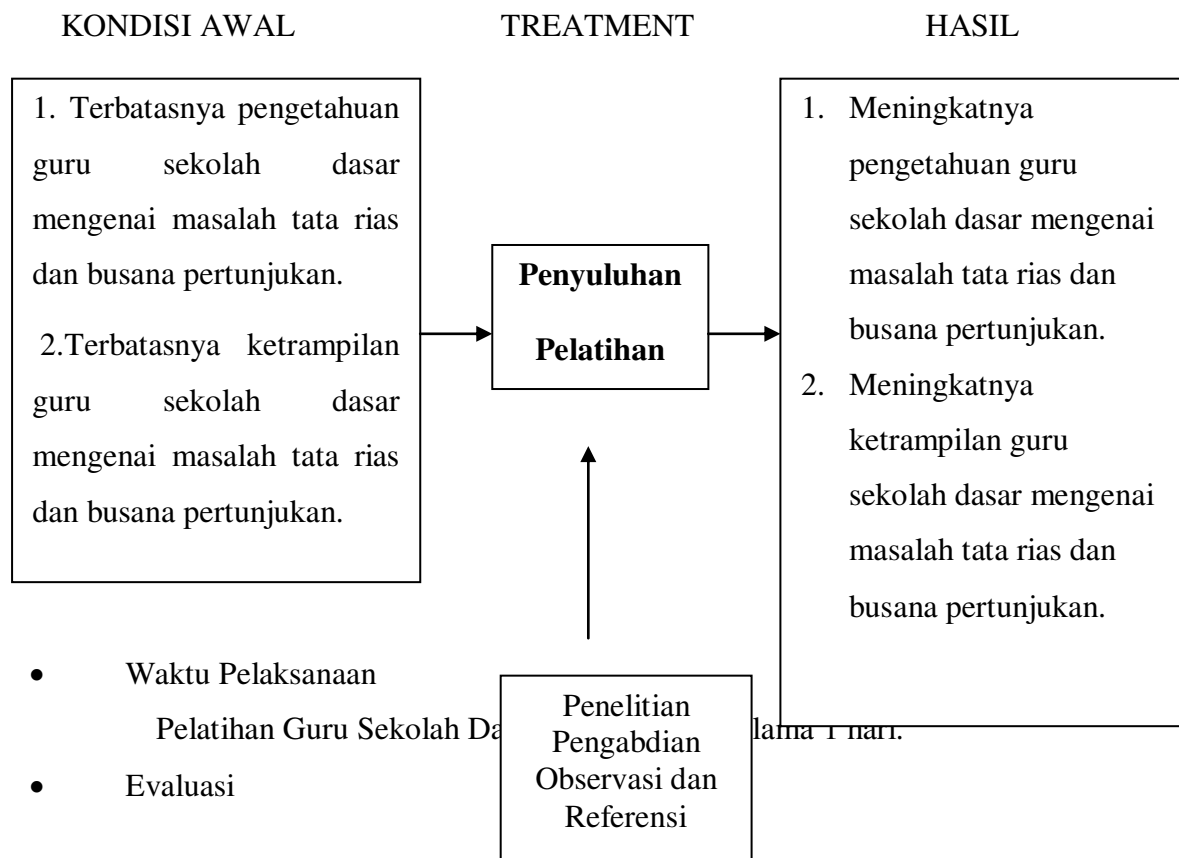 KONDISI AWAL TREATMENT HASIL
1. Terbatasnya pengetahuan
guru sekolah dasar
mengenai masalah tata rias
dan busana pertunjukan.
2.Terbatasnya ketrampilan
guru sekolah dasar
mengenai masalah tata rias
dan busana pertunjukan.
Penyuluhan
Pelatihan
1. Meningkatnya
pengetahuan guru
sekolah dasar mengenai
masalah tata rias dan
busana pertunjukan.
2. Meningkatnya
ketrampilan guru
sekolah dasar mengenai
masalah tata rias dan
busana pertunjukan.
• Waktu Pelaksanaan
Pelatihan Guru Sekolah 1 hari.
• Evaluasi
Penelitian
Pengabdian
Observasi dan
Referensi